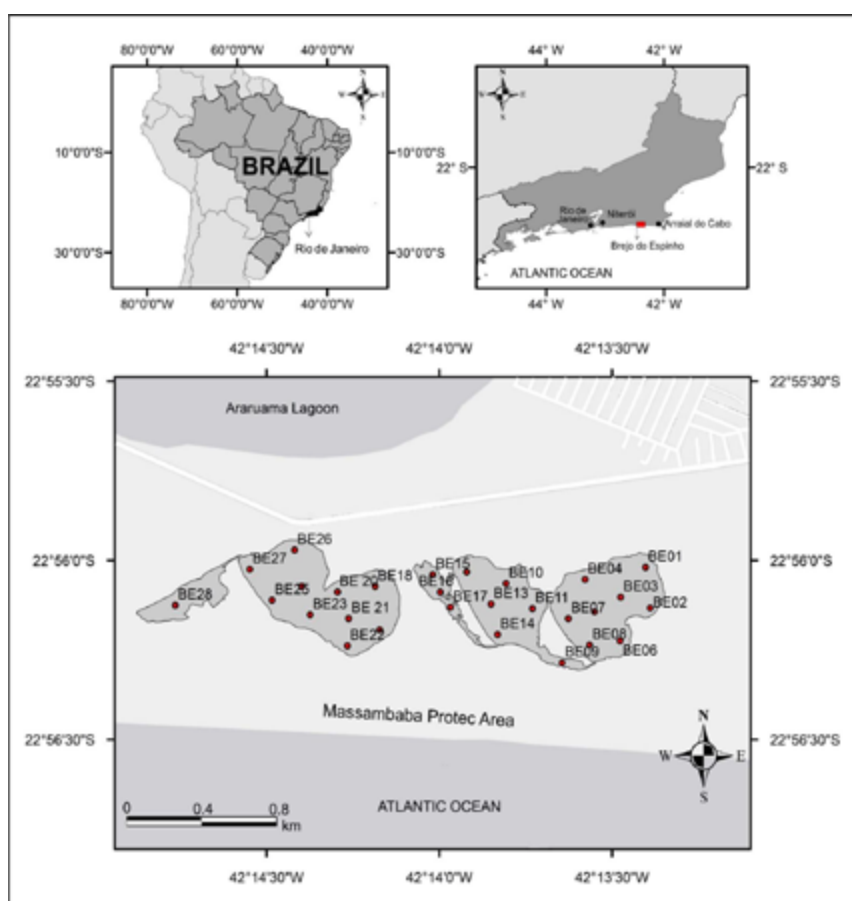 80°0'0"W 60°0'0"W 40°0'0"W
44° W 42° W
N
W E
S
N
W E
S
10°0'0"S
10°0'0"S
BRAZIL
22° S
22° S
Rio de Janeiro
Niterói
Arraial do Cabo
Rio de Janeiro
Brejo do Espinho
30°0'0"S
30°0'0"S
ATLANTIC OCEAN
80°0'0"W 60°0'0"W 40°0'0"W
44° W 42° W
42°14'30"W 42°14'0"W 42°13'30"W
22°55'30"S
22°55'30"S
Araruama Lagoon
22°56'0"S
22°56'0"S
BE26
BE27
BE28
BE25
BE23
BE 20
BE18
BE 21
BE22
BE15
BE16
BE17
BE10
BE13
BE11
BE14
BE04
BE01
BE03
BE02
BE07
BE08
BE06
BE09
Massambaba Protec Area
22°56'30"S
22°56'30"S
N
W E
S
0 0.4 0.8
km
ATLANTIC OCEAN
42°14'30"W 42°14'0"W 42°13'30"W